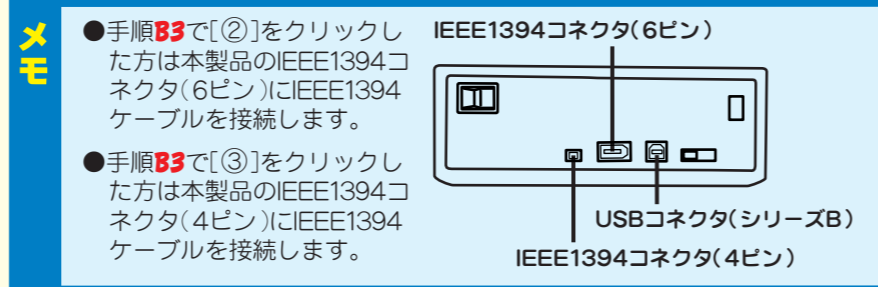 メモ
●手順B3で[②]をクリックし
た方は本製品のIEEE1394コ
ネクタ(6ピン)にIEEE1394
ケーブルを接続します。
●手順B3で[③]をクリックし
た方は本製品のIEEE1394コ
ネクタ(4ピン)にIEEE1394
ケーブルを接続します。
IEEE1394コネクタ(6ピン)
USBコネクタ(シリーズB)
IEEE1394コネクタ(4ピン)